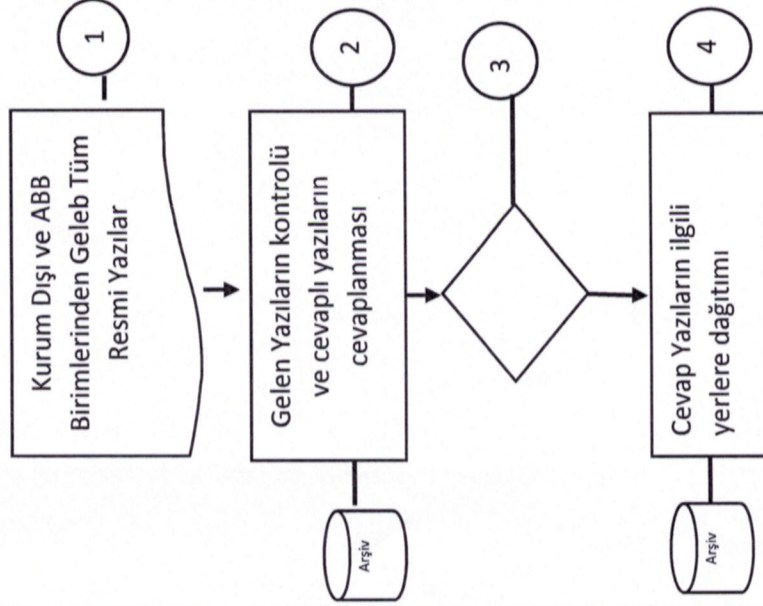 Kurum Dışı ve ABB
Birimlerinden Geleb Tüm
Resmi Yazılar
1
Gelen Yazıların kontrolü
ve cevaplı yazıların
cevaplanması
2
Arşiv
3
Cevap Yazıların ilgili
yerlere dağıtımı
4
Arşiv